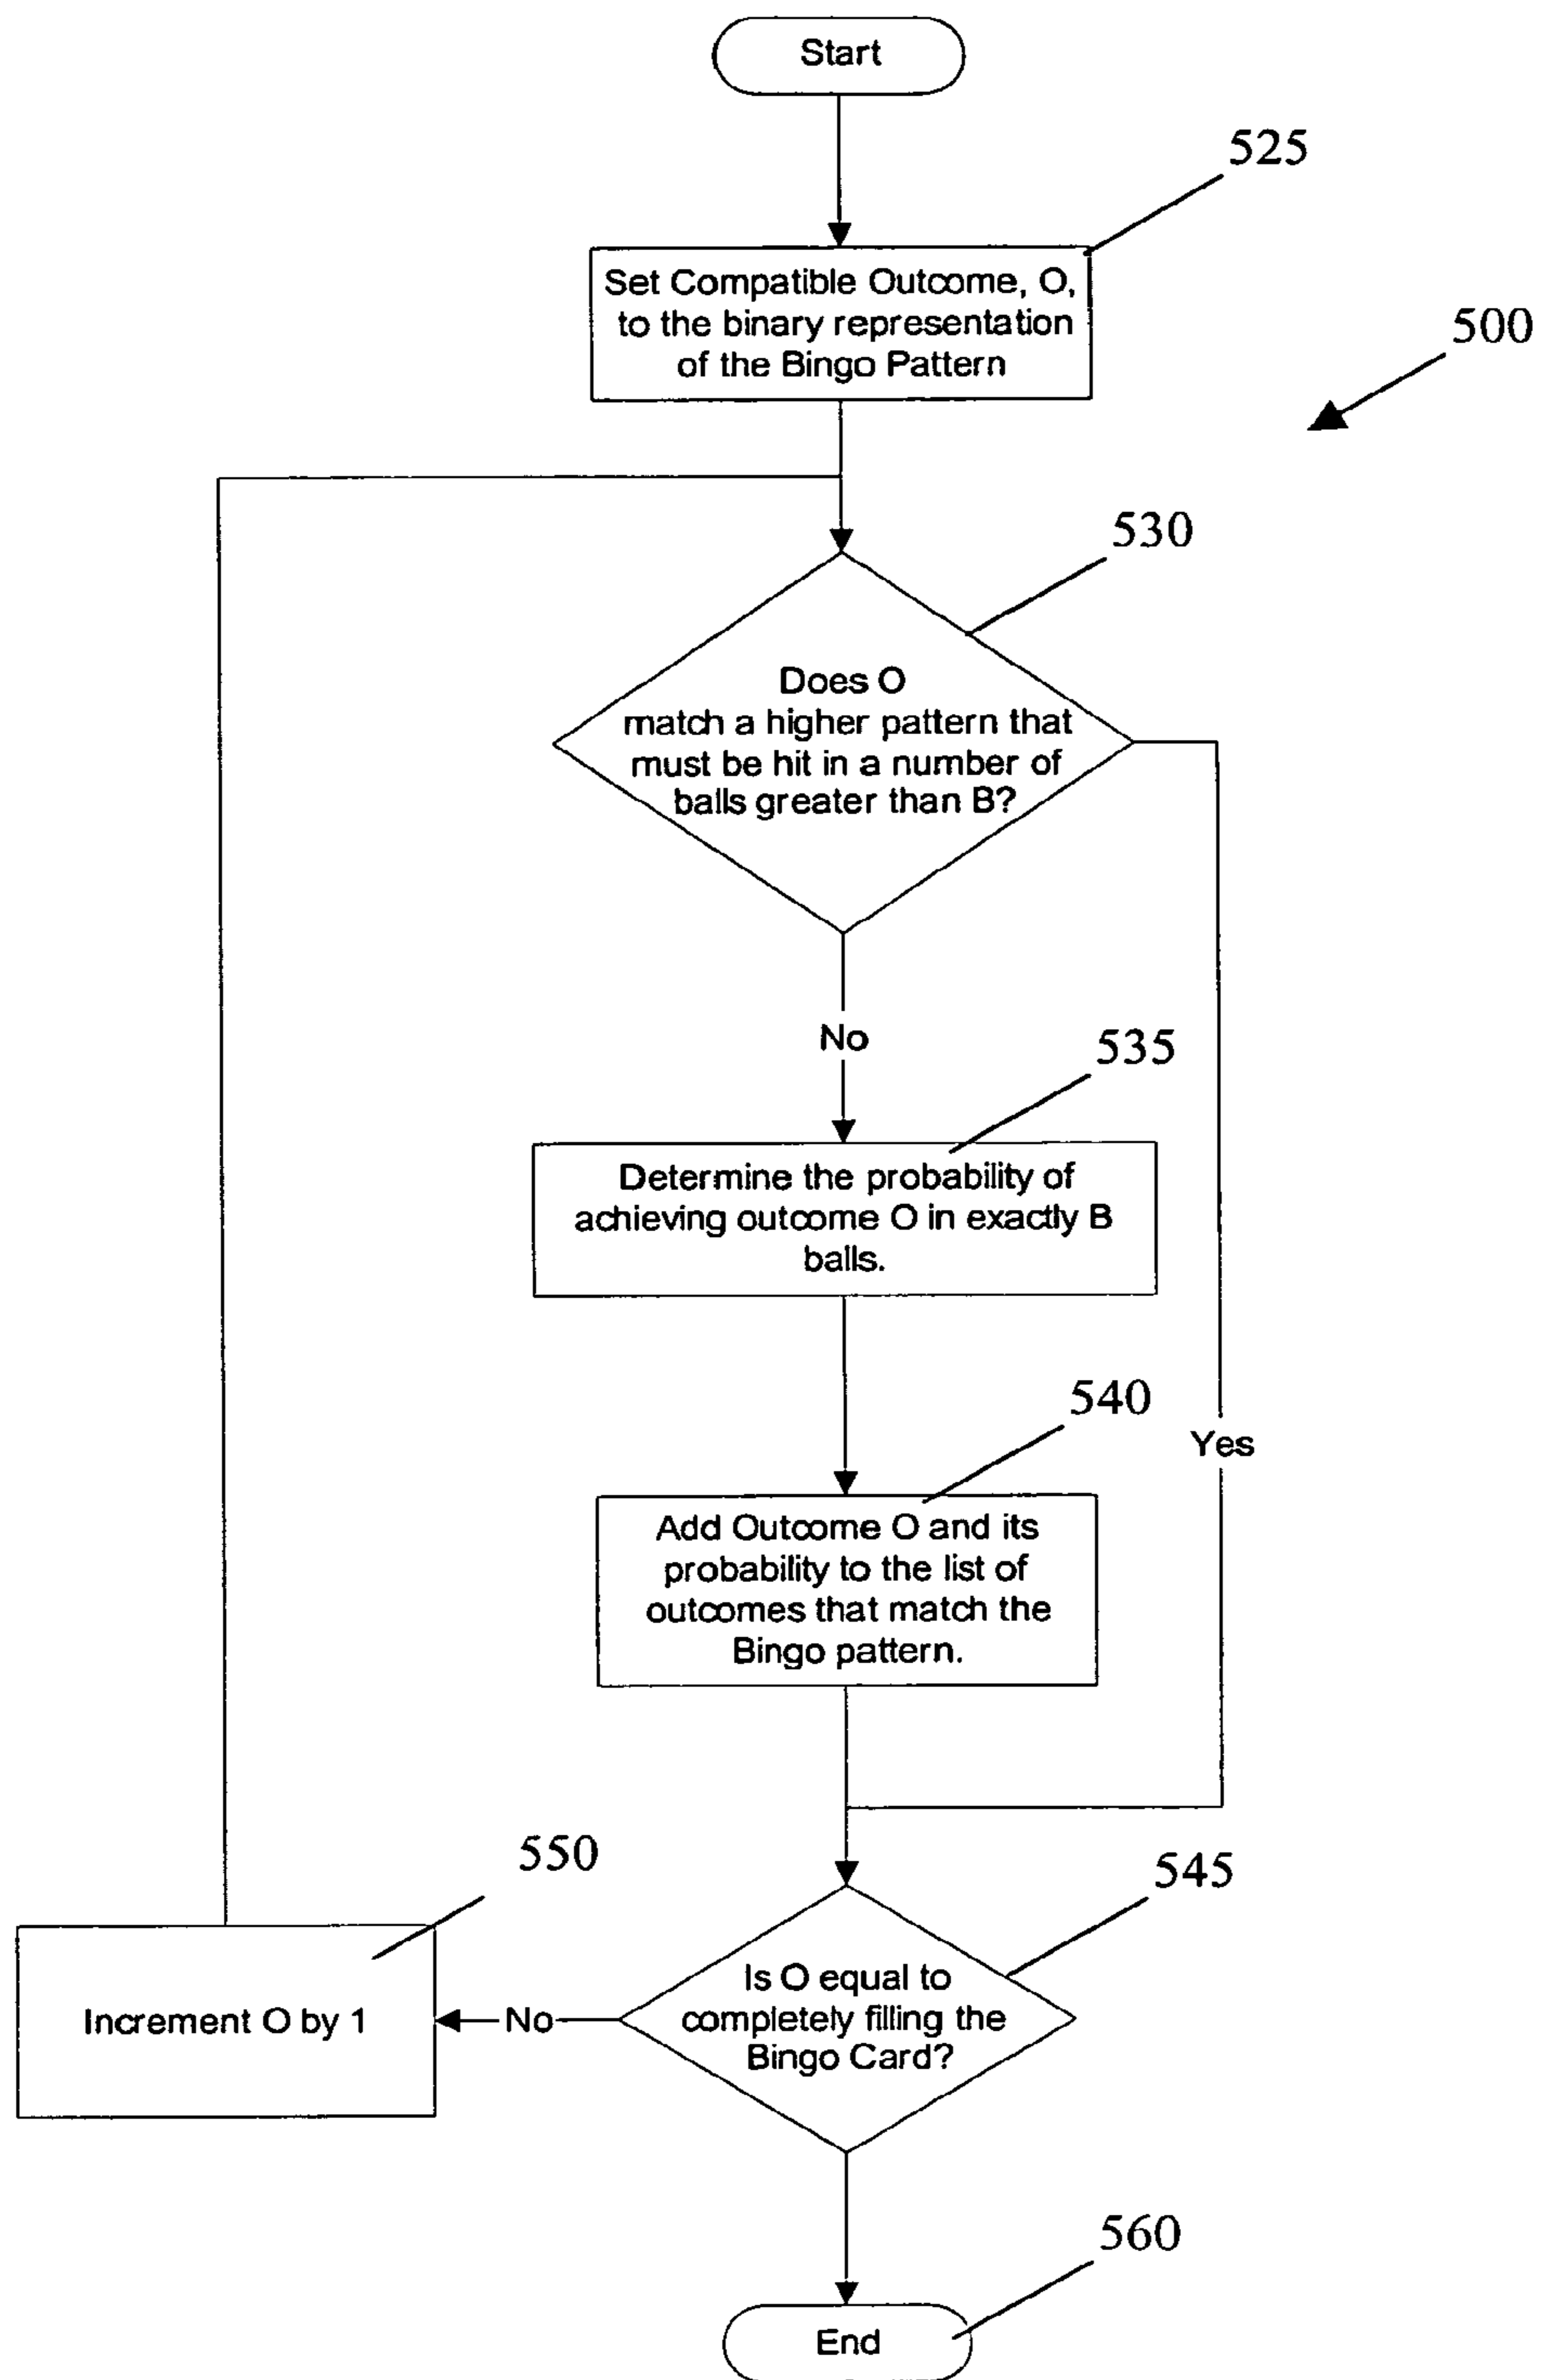 Start
525
Set Compatible Outcome, O,
to the binary representation
of the Bingo Pattern
500
530
Does O
match a higher pattern that
must be hit in a number of
balls greater than B?
No
535
Determine the probability of
achieving outcome O in exactly B
balls.
540
Yes
Add Outcome O and its
probability to the list of
outcomes that match the
Bingo pattern.
550
545
Is O equal to
completely filling the
Bingo Card?
No
Increment O by 1
560
End